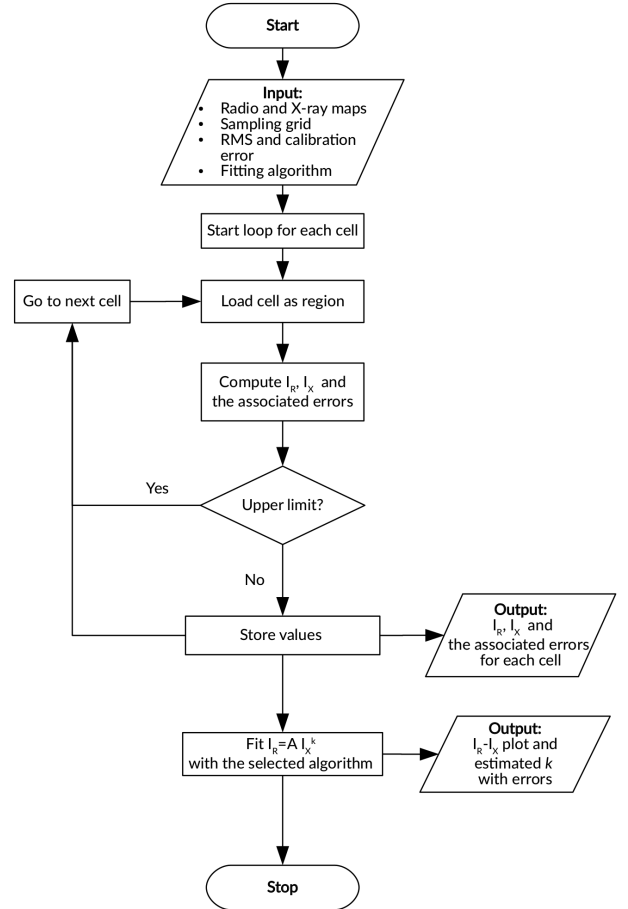 Start
Input:
• Radio and X-ray maps
• Sampling grid
• RMS and calibration
error
• Fitting algorithm
Start loop for each cell
Go to next cell
Load cell as region
Compute I_R, I_X and
the associated errors
Yes
Upper limit?
No
Store values
Output:
I_R, I_X and
the associated errors
for each cell
Fit I_R=A I_X^k
with the selected algorithm
Output:
I_R-I_X plot and
estimated k
with errors
Stop